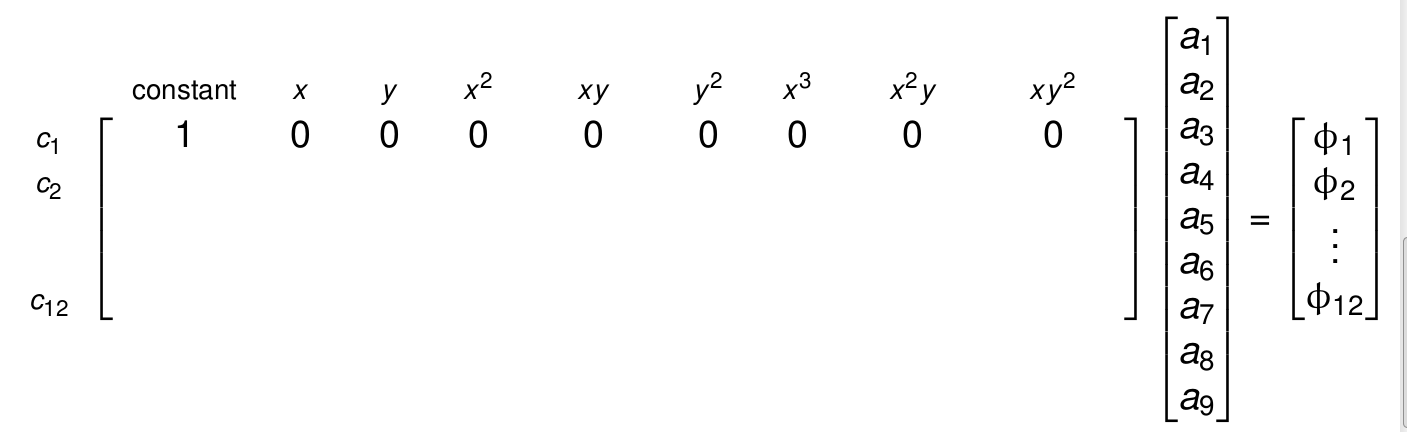 constant x y x² xy y² x³ x²y xy²
c₁ 1 0 0 0 0 0 0 0 0
c₂
c₁₂
a₁
a₂
a₃
a₄
a₅
a₆
a₇
a₈
a₉
=
ϕ₁
ϕ₂
⋮
ϕ₁₂